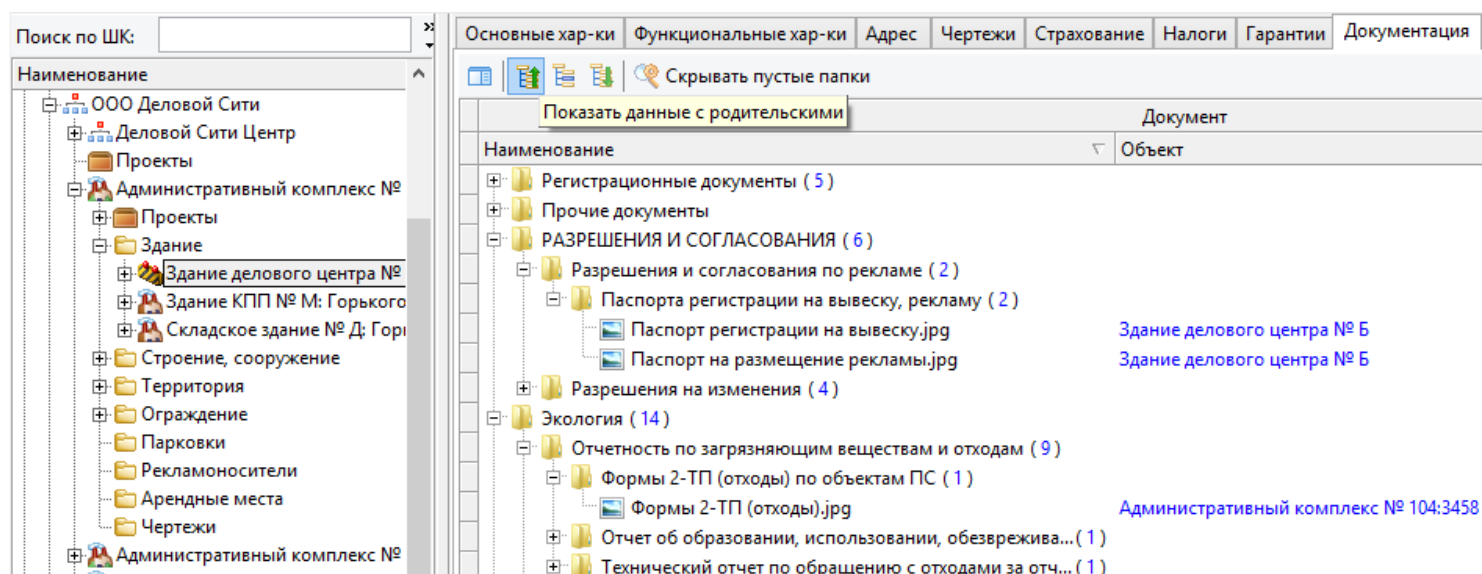 Поиск по ШК:
Наименование
ООО Деловой Сити
Деловой Сити Центр
Проекты
Административный комплекс №
Проекты
Здание
Здание делового центра №
Здание КПП № М: Горького
Складское здание № Д: Гор
Строение, сооружение
Территория
Ограждение
Парковки
Рекламоносители
Арендные места
Чертежи
Административный комплекс №
Основные хар-ки Функциональные хар-ки Адрес Чертежи Страхование Налоги Гарантии Документация
Скрывать пустые папки
Показать данные с родительскими
Документ
Наименование Объект
Регистрационные документы ( 5 )
Прочие документы
РАЗРЕШЕНИЯ И СОГЛАСОВАНИЯ ( 6 )
Разрешения и согласования по рекламе ( 2 )
Паспорта регистрации на вывеску, рекламу ( 2 )
Паспорт регистрации на вывеску.jpg Здание делового центра № Б
Паспорт на размещение рекламы.jpg Здание делового центра № Б
Разрешения на изменения ( 4 )
Экология ( 14 )
Отчетность по загрязняющим веществам и отходам ( 9 )
Формы 2-ТП (отходы) по объектам ПС ( 1 )
Формы 2-ТП (отходы).jpg Административный комплекс № 104:3458
Отчет об образовании, использовании, обезврежива...( 1 )
Технический отчет по обращению с отходами за отч...( 1 )